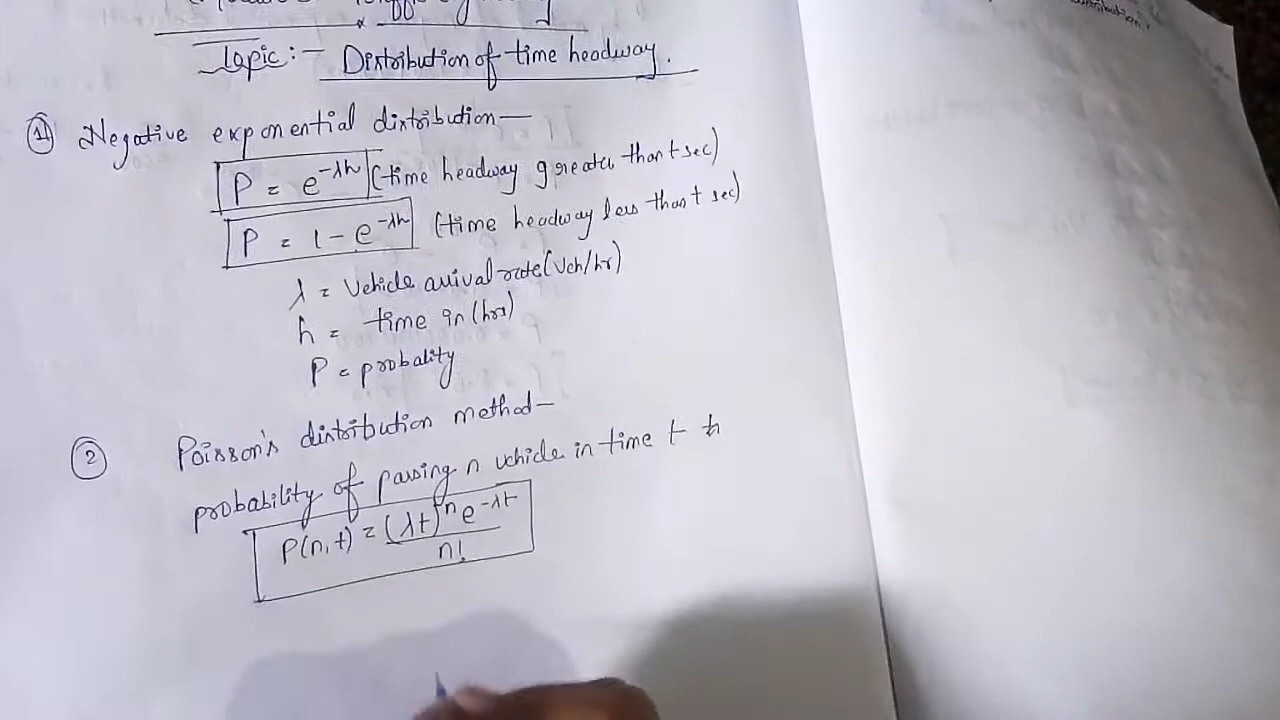 Topic :- Distribution of time headway.
① Negative exponential distribution—
P = e^-λh (time headway greater than t sec)
P = 1 - e^-λh (time headway less than t sec)
λ = Vehicle arrival rate (Veh/hr)
h = time in (hrs)
P = probality
② Poisson's distribution method—
probability of passing n vehicle in time t
P(n, t) = (λt)^n e^-λt
n!